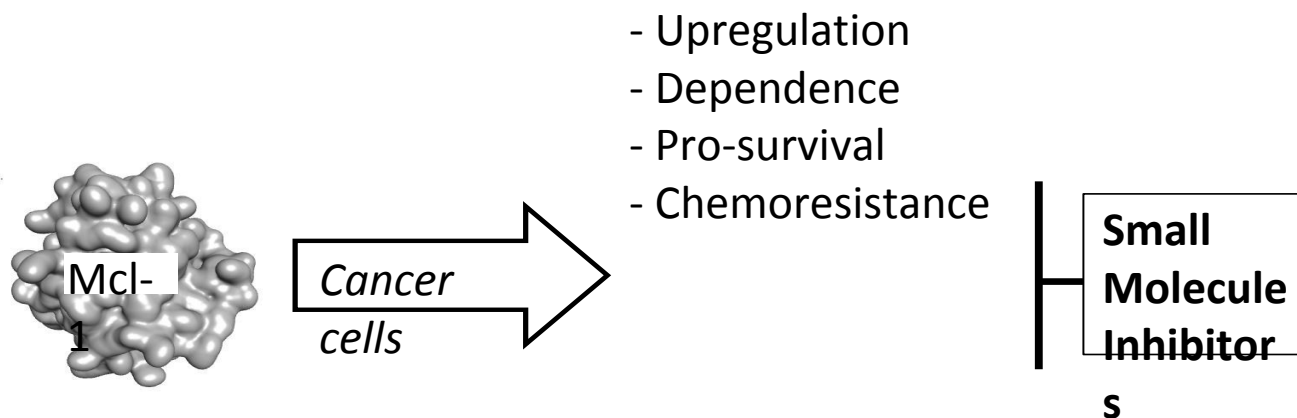 - Upregulation
- Dependence
- Pro-survival
- Chemoresistance
Mcl-
1
Cancer
cells
Small
Molecule
Inhibitor
s